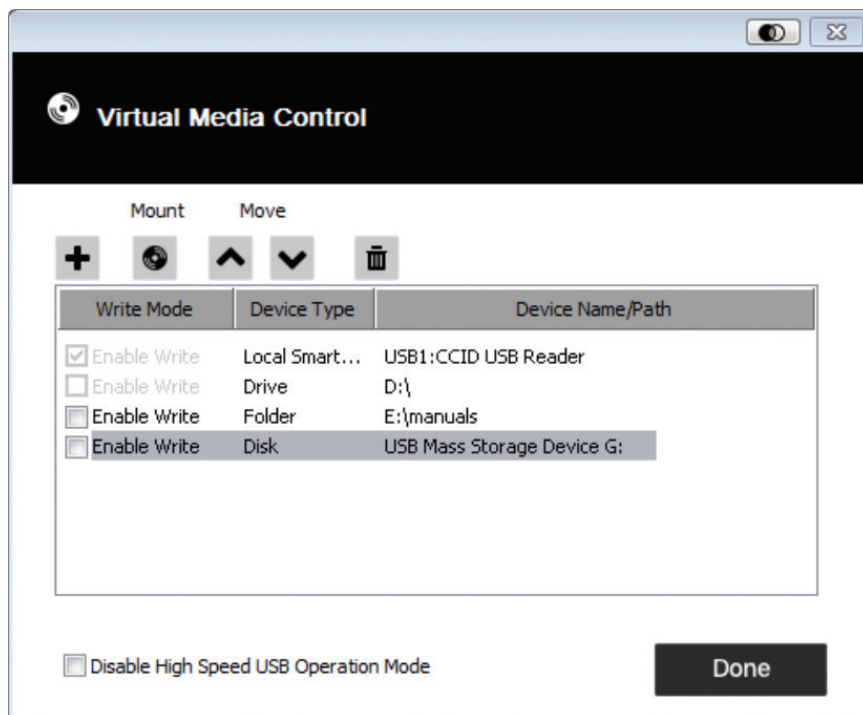 Virtual Media Control
Mount Move
Write Mode Device Type Device Name/Path
Enable Write Local Smart... USB1:CCID USB Reader
Enable Write Drive D:\
Enable Write Folder E:\manuals
Enable Write Disk USB Mass Storage Device G:
Disable High Speed USB Operation Mode Done